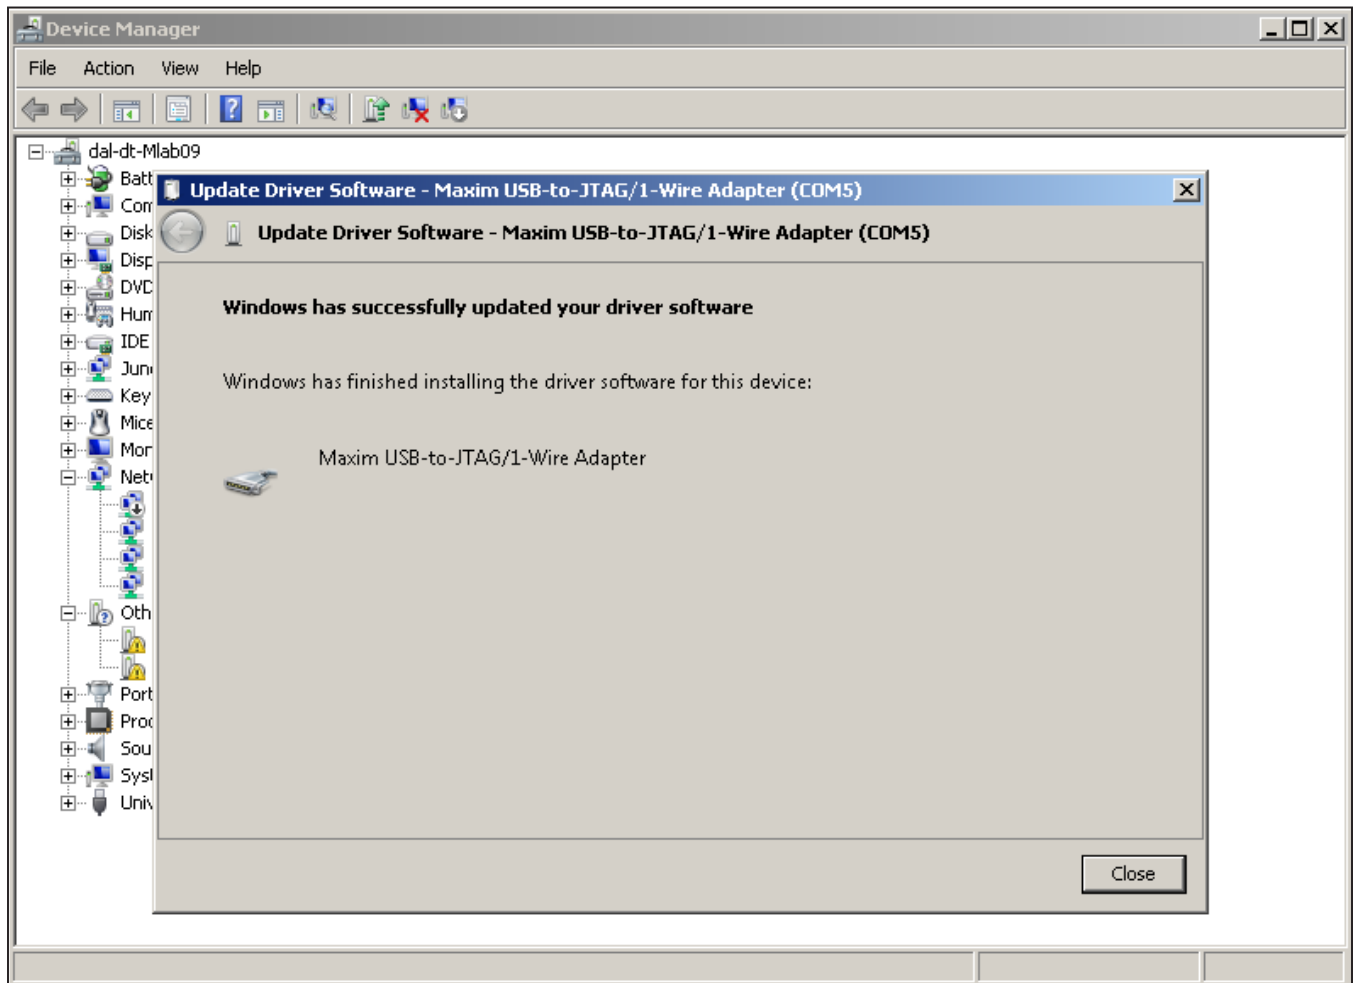 Device Manager
File Action View Help
dal-dt-Mlab09
Batt
Com
Disk
Disp
DVD
Hum
IDE
Key
Mice
Mon
Netw
Oth
Port
Proc
Sou
Syst
Univ
Update Driver Software - Maxim USB-to-JTAG/1-Wire Adapter (COM5)
Update Driver Software - Maxim USB-to-JTAG/1-Wire Adapter (COM5)
Windows has successfully updated your driver software
Windows has finished installing the driver software for this device:
Maxim USB-to-JTAG/1-Wire Adapter
Close